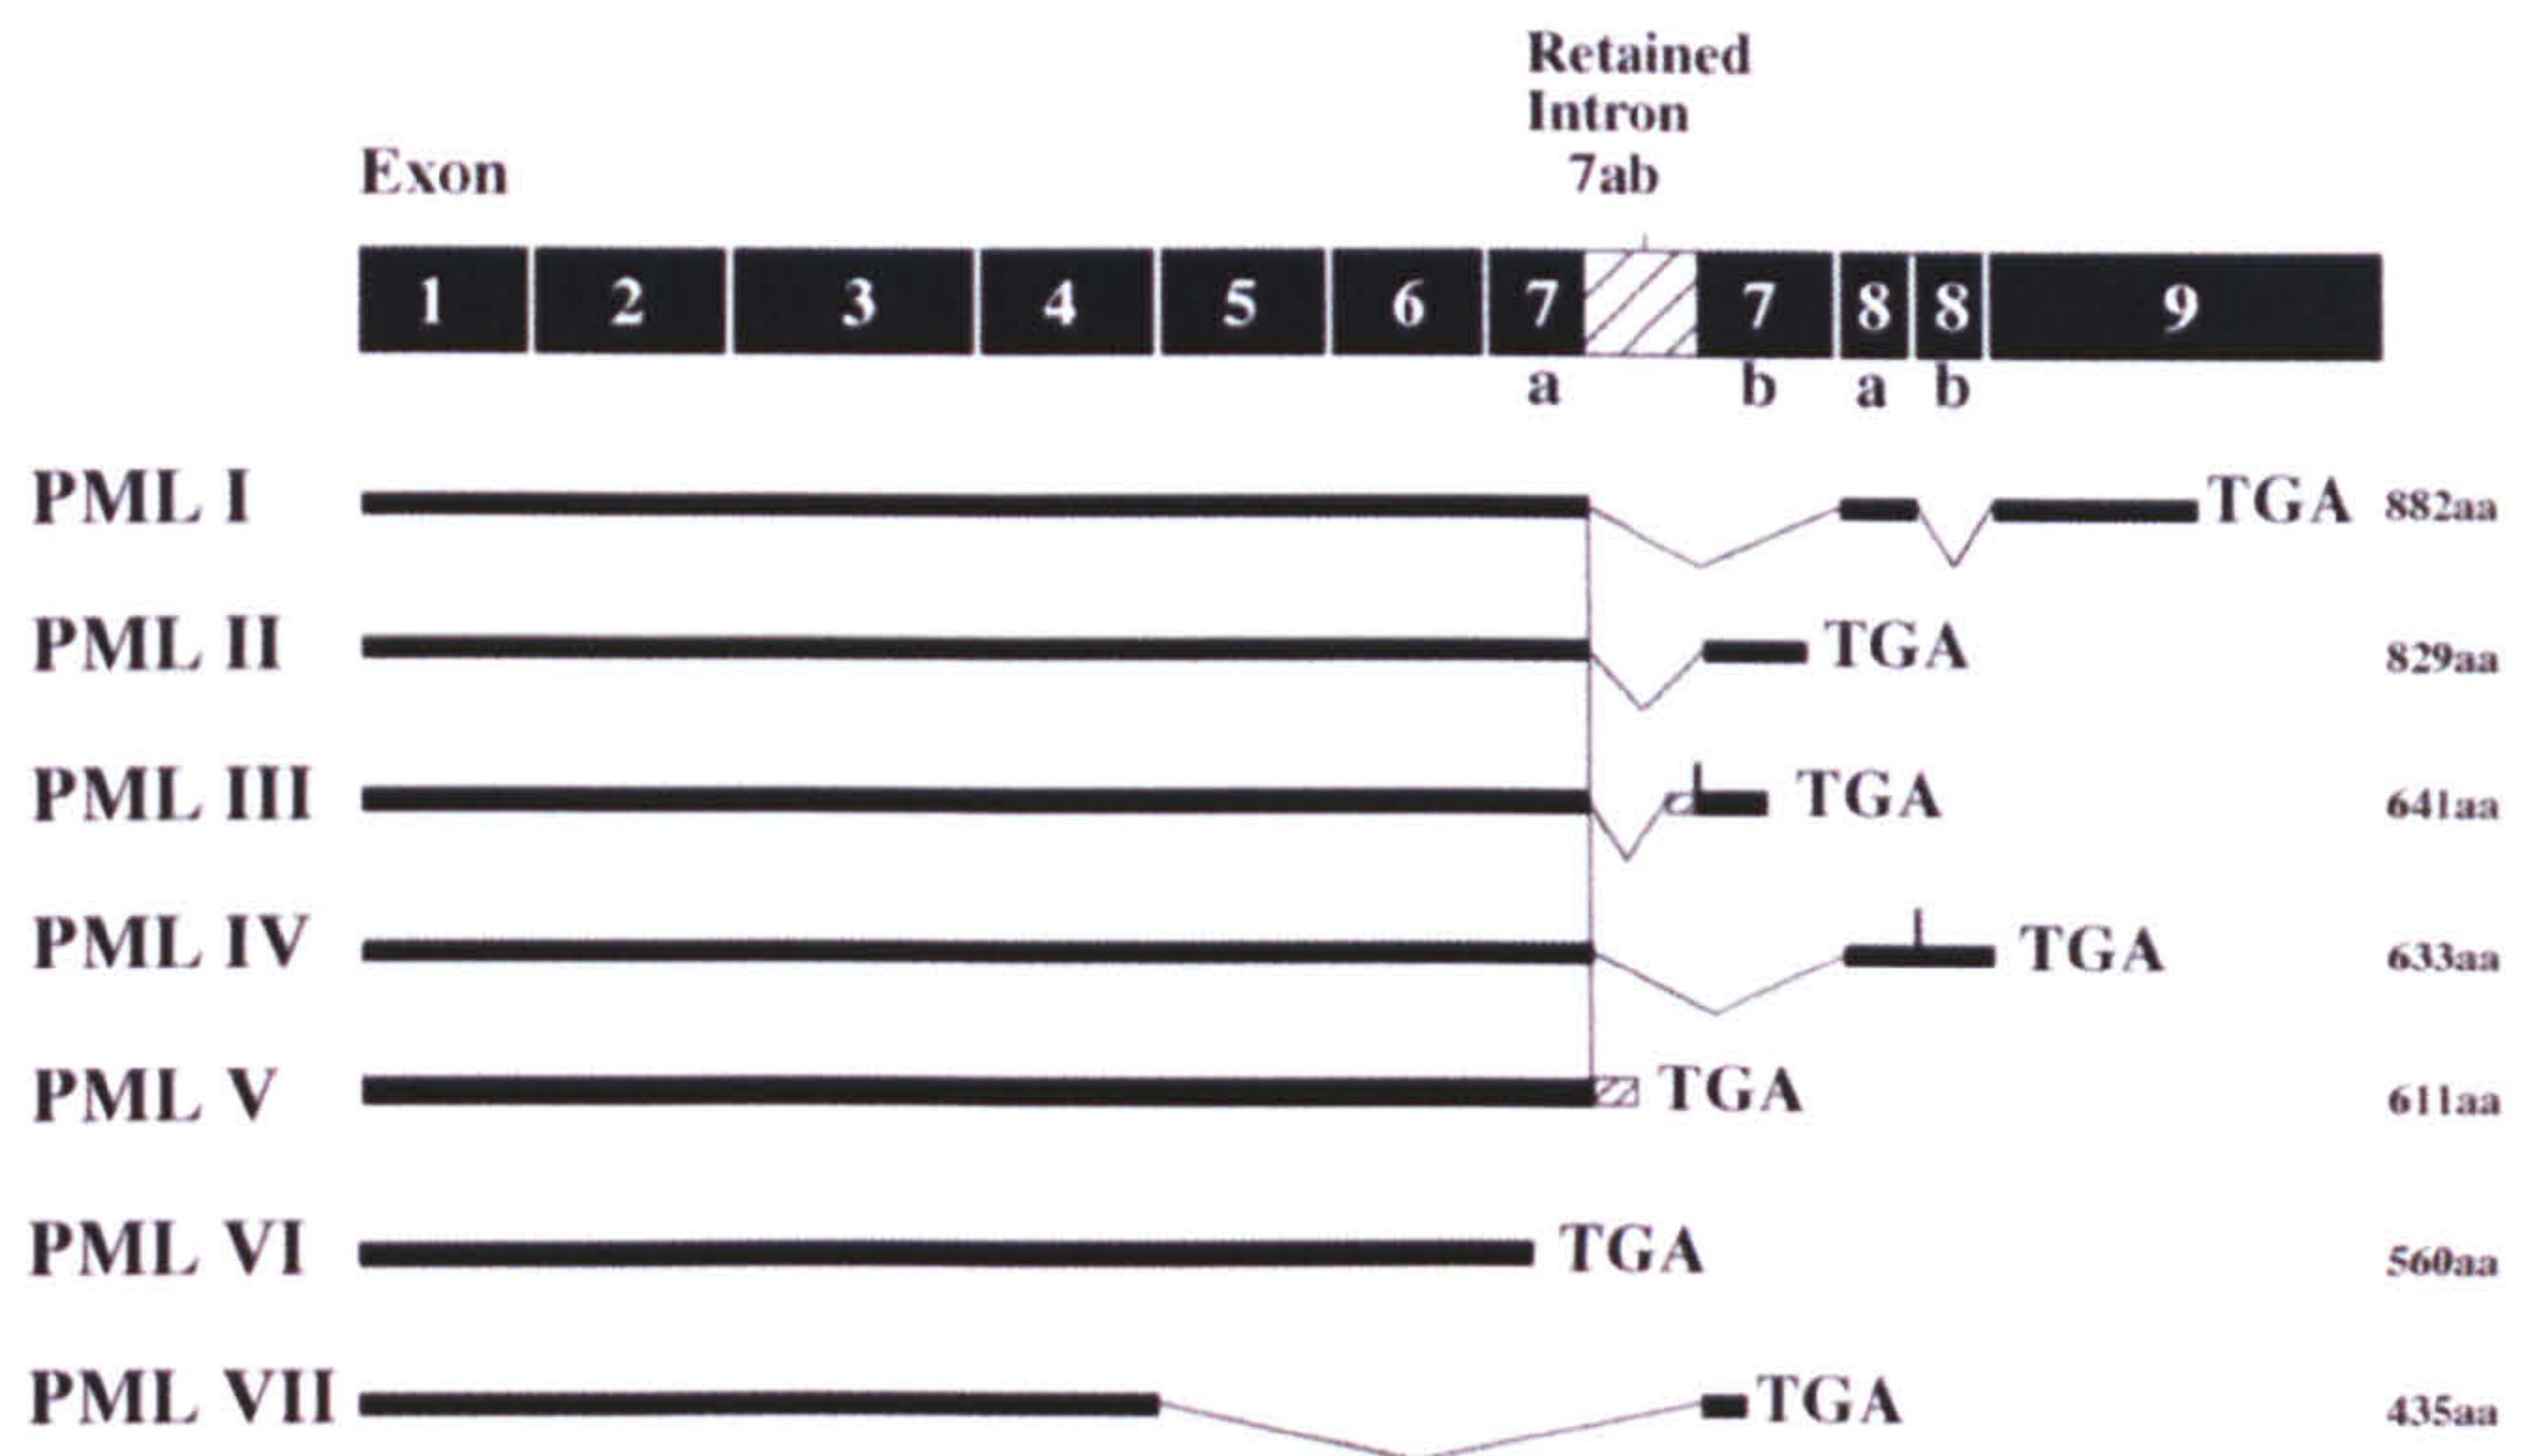 Retained
Intron
7ab
Exon
1 2 3 4 5 6 7 7 8 8 9
a b a b
PML I TGA 882aa
PML II TGA 829aa
PML III TGA 641aa
PML IV TGA 633aa
PML V TGA 611aa
PML VI TGA 560aa
PML VII TGA 435aa